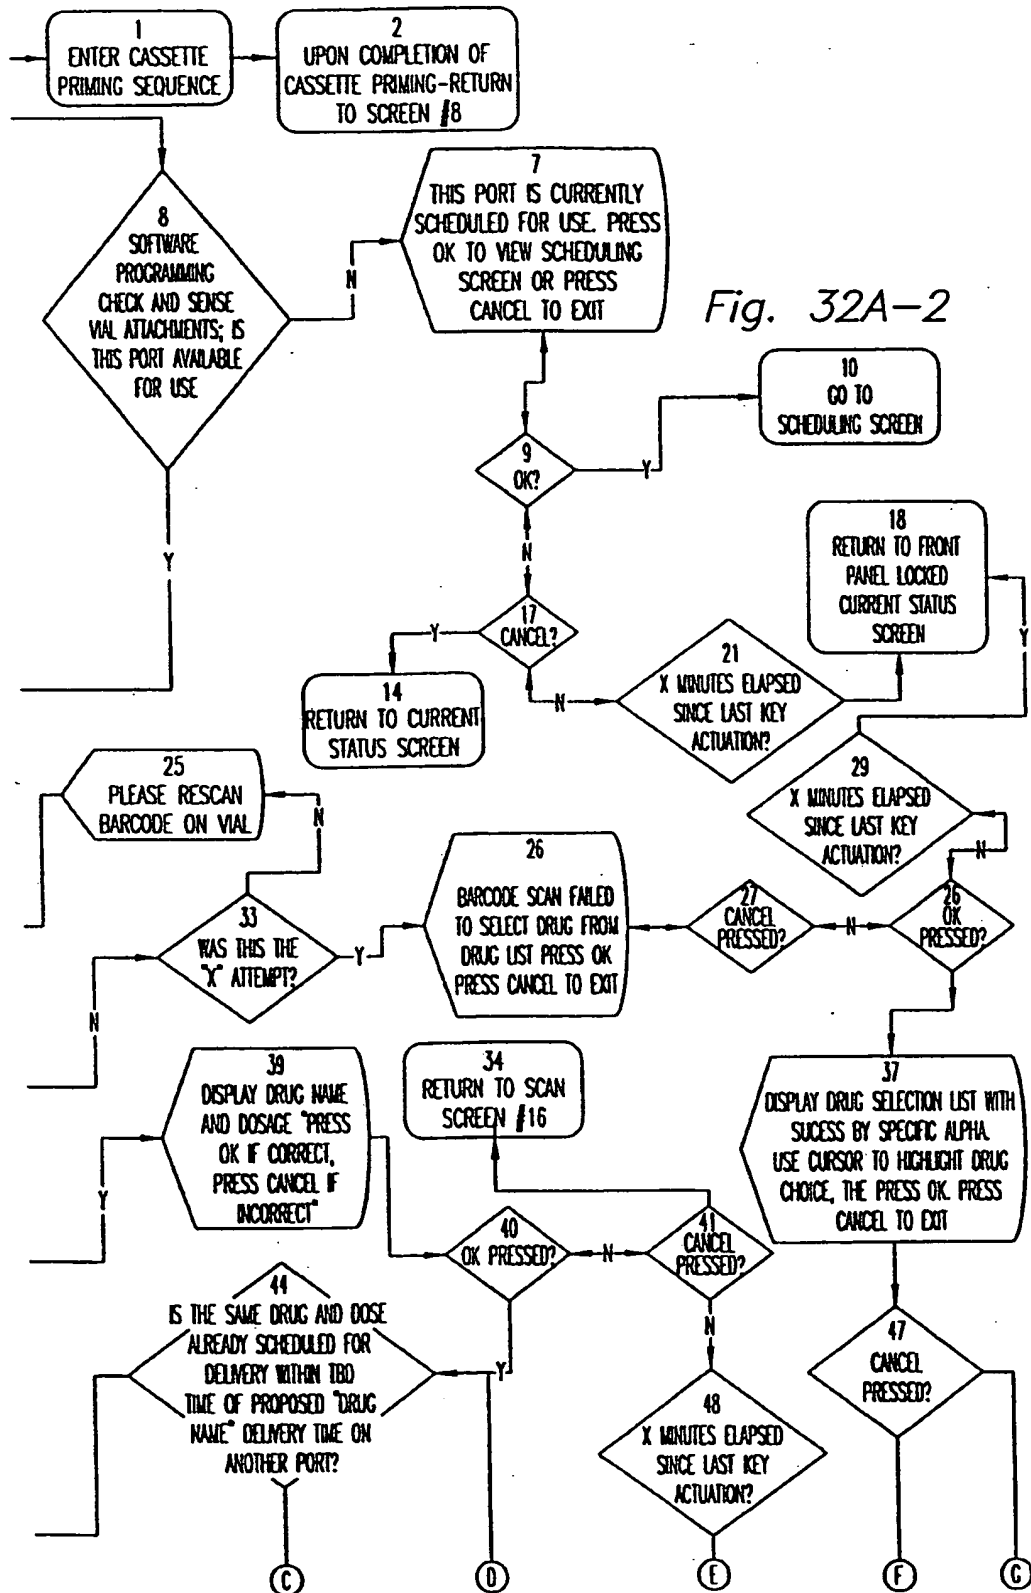 1
ENTER CASSETTE
PRIMING SEQUENCE
2
UPON COMPLETION OF
CASSETTE PRIMING-RETURN
TO SCREEN #8
8
SOFTWARE
PROGRAMMING
CHECK AND SENSE
VIAL ATTACHMENTS; IS
THIS PORT AVAILABLE
FOR USE
N
Y
7
THIS PORT IS CURRENTLY
SCHEDULED FOR USE. PRESS
OK TO VIEW SCHEDULING
SCREEN OR PRESS
CANCEL TO EXIT
Fig. 32A-2
10
GO TO
SCHEDULING SCREEN
9
OK?
Y
N
17
CANCEL?
Y
N
14
RETURN TO CURRENT
STATUS SCREEN
21
X MINUTES ELAPSED
SINCE LAST KEY
ACTUATION?
18
RETURN TO FRONT
PANEL LOCKED
CURRENT STATUS
SCREEN
Y
29
X MINUTES ELAPSED
SINCE LAST KEY
ACTUATION?
N
25
PLEASE RESCAN
BARCODE ON VIAL
N
33
WAS THIS THE
"X" ATTEMPT?
Y
N
26
BARCODE SCAN FAILED
TO SELECT DRUG FROM
DRUG LIST PRESS OK
PRESS CANCEL TO EXIT
27
CANCEL
PRESSED?
N
26
OK
PRESSED?
39
DISPLAY DRUG NAME
AND DOSAGE "PRESS
OK IF CORRECT,
PRESS CANCEL IF
INCORRECT"
Y
34
RETURN TO SCAN
SCREEN #16
37
DISPLAY DRUG SELECTION LIST WITH
SUCESS BY SPECIFIC ALPHA.
USE CURSOR TO HIGHLIGHT DRUG
CHOICE, THE PRESS OK. PRESS
CANCEL TO EXIT
40
OK PRESSED?
N
41
CANCEL
PRESSED?
Y
N
44
IS THE SAME DRUG AND DOSE
ALREADY SCHEDULED FOR
DELIVERY WITHIN TBD
TIME OF PROPOSED "DRUG
NAME" DELIVERY TIME ON
ANOTHER PORT?
48
X MINUTES ELAPSED
SINCE LAST KEY
ACTUATION?
47
CANCEL
PRESSED?
C
D
E
F
G